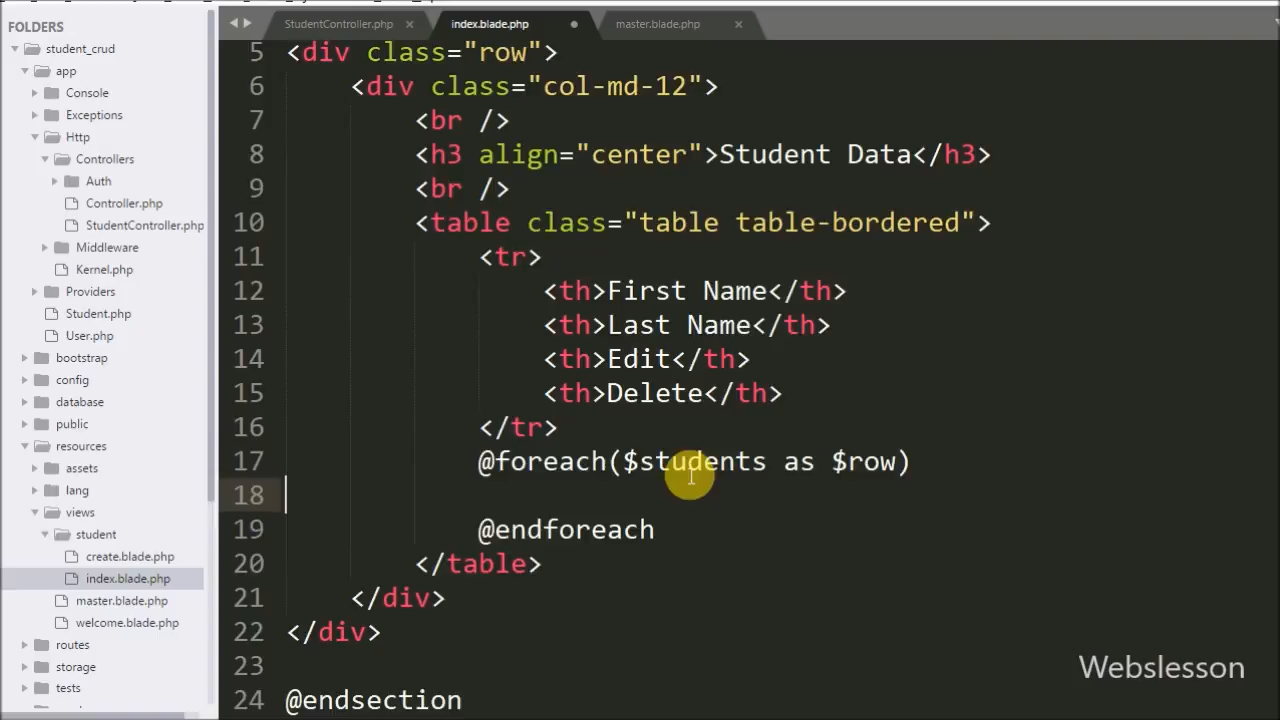 FOLDERS
student_crud
app
Console
Exceptions
Http
Controllers
Auth
Controller.php
StudentController.php
Middleware
Kernel.php
Providers
Student.php
User.php
bootstrap
config
database
public
resources
assets
lang
views
student
create.blade.php
index.blade.php
master.blade.php
welcome.blade.php
routes
storage
tests
StudentController.php ×
index.blade.php
master.blade.php ×
5 <div class="row">
6 <div class="col-md-12">
7 <br />
8 <h3 align="center">Student Data</h3>
9 <br />
10 <table class="table table-bordered">
11 <tr>
12 <th>First Name</th>
13 <th>Last Name</th>
14 <th>Edit</th>
15 <th>Delete</th>
16 </tr>
17 @foreach($students as $row)
18
19 @endforeach
20 </table>
21 </div>
22 </div>
23
24 @endsection
Webslesson